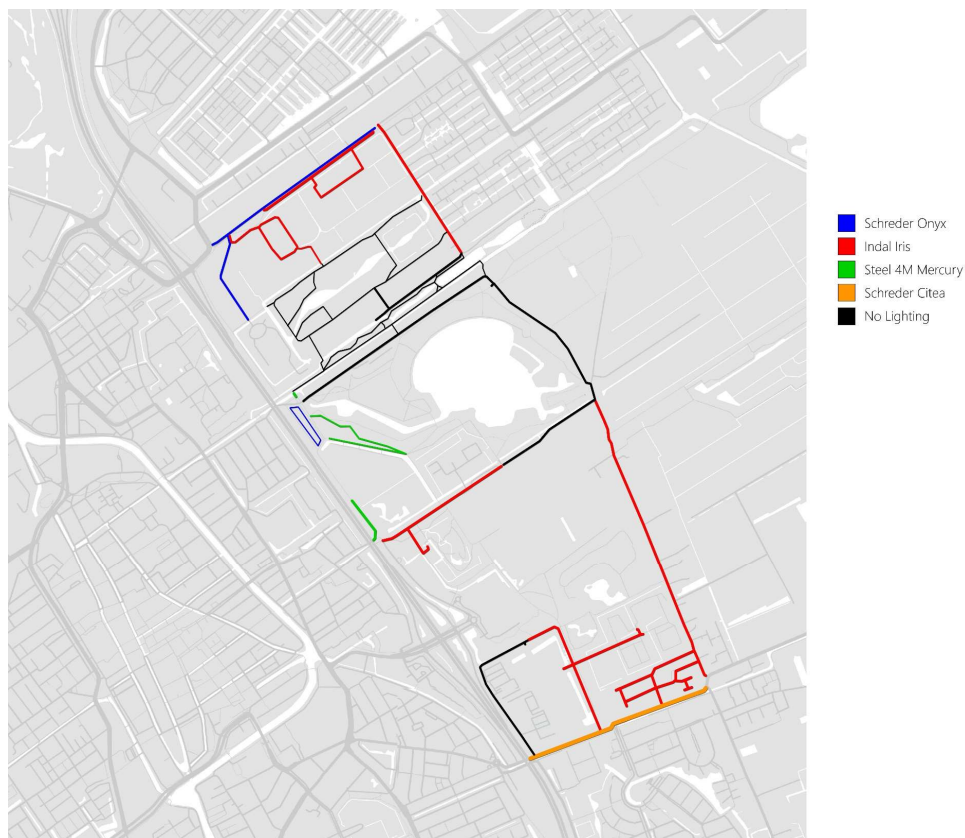 Schreder Onyx
Indal Iris
Steel 4M Mercury
Schreder Citea
No Lighting